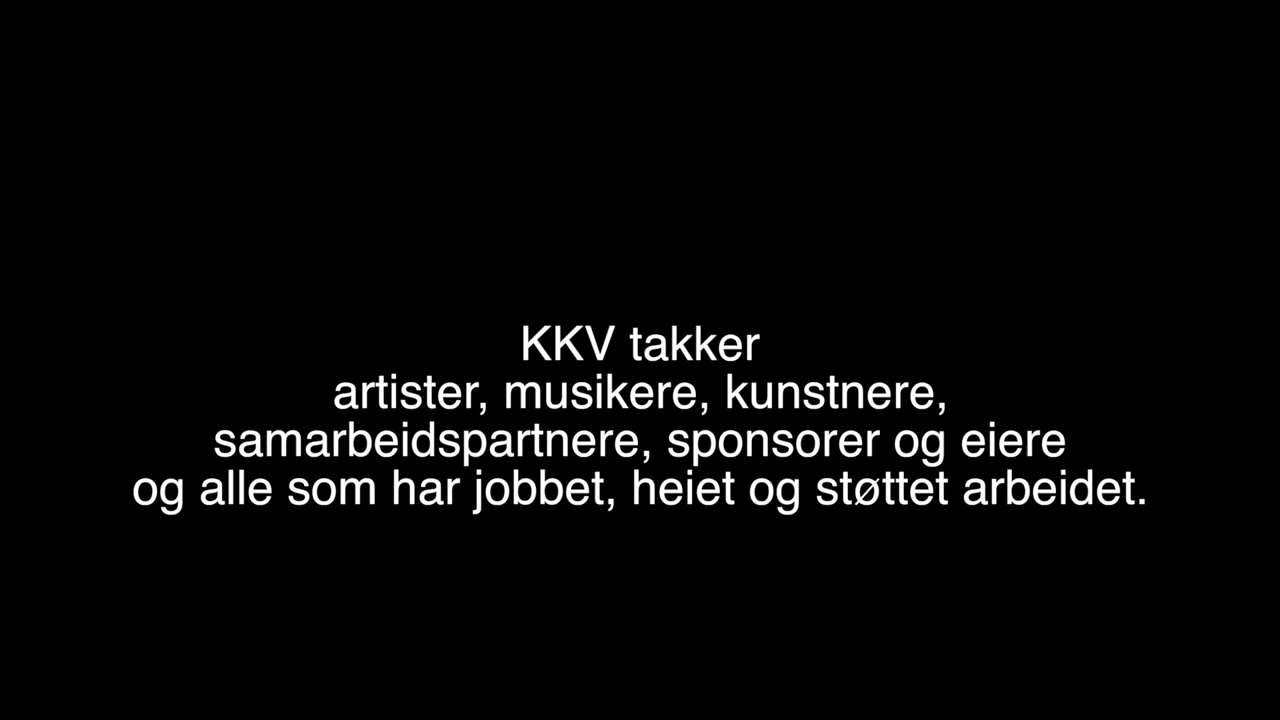 KKV takker
artister, musikere, kunstnere,
samarbeidspartnere, sponsorer og eiere
og alle som har jobbet, heiet og støttet arbeidet.